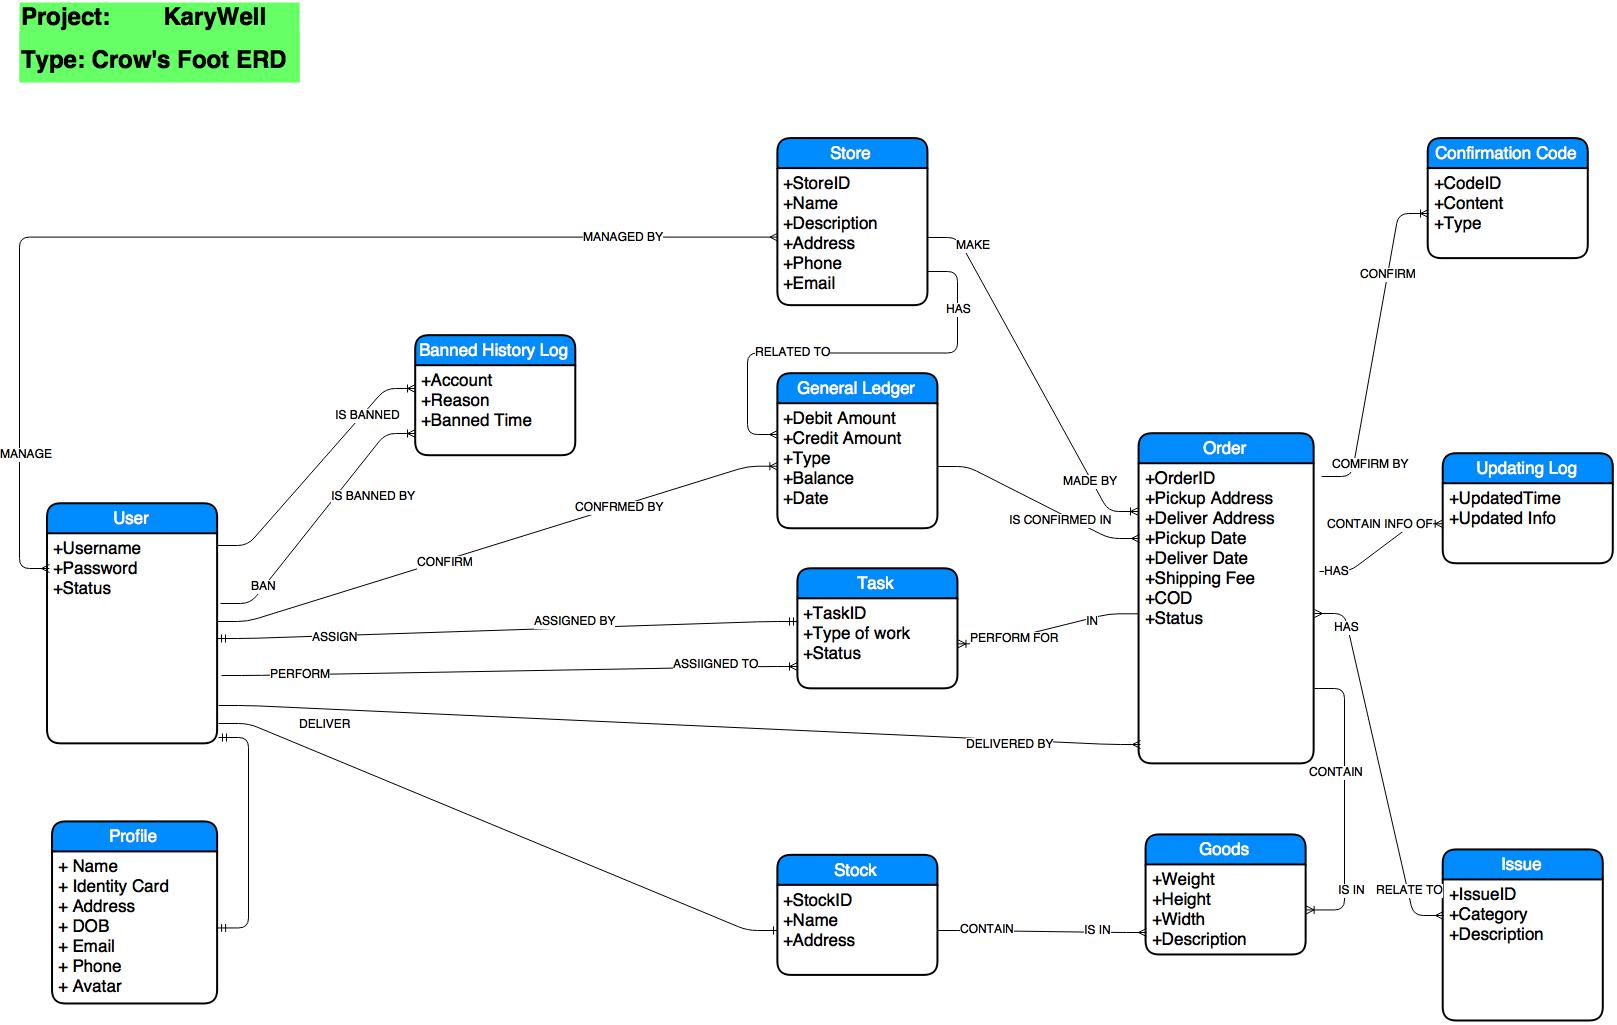 Project: KaryWell
Type: Crow's Foot ERD
Store
+StoreID
+Name
+Description
+Address
+Phone
+Email
Confirmation Code
+CodeID
+Content
+Type
MANAGED BY
MAKE
CONFIRM
HAS
RELATED TO
Banned History Log
+Account
+Reason
+Banned Time
IS BANNED
General Ledger
+Debit Amount
+Credit Amount
+Type
+Balance
+Date
MANAGE
IS BANNED BY
CONFRMED BY
MADE BY
IS CONFIRMED IN
Order
+OrderID
+Pickup Address
+Deliver Address
+Pickup Date
+Deliver Date
+Shipping Fee
+COD
+Status
COMFIRM BY
Updating Log
+UpdatedTime
+Updated Info
CONTAIN INFO OF
HAS
User
+Username
+Password
+Status
BAN
CONFIRM
Task
+TaskID
+Type of work
+Status
ASSIGN
ASSIGNED BY
PERFORM FOR
IN
HAS
PERFORM
ASSIIGNED TO
DELIVER
DELIVERED BY
CONTAIN
Profile
+ Name
+ Identity Card
+ Address
+ DOB
+ Email
+ Phone
+ Avatar
Stock
+StockID
+Name
+Address
CONTAIN
IS IN
Goods
+Weight
+Height
+Width
+Description
IS IN
RELATE TO
Issue
+IssueID
+Category
+Description